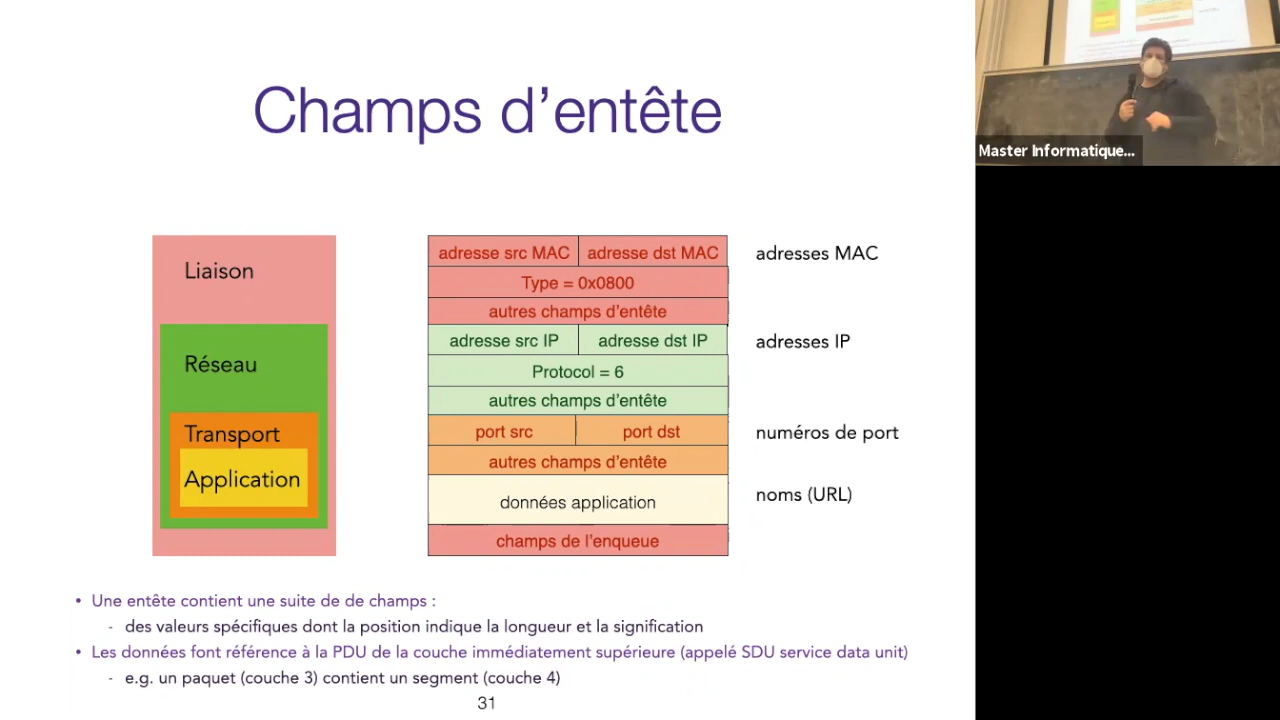 Champs d'entête
Master Informatique...
Liaison
Réseau
Transport
Application
adresse src MAC
adresse dst MAC
adresses MAC
Type = 0x0800
autres champs d'entête
adresse src IP
adresse dst IP
adresses IP
Protocol = 6
autres champs d'entête
port src
port dst
numéros de port
autres champs d'entête
données application
noms (URL)
champs de l'enqueue
• Une entête contient une suite de de champs :
- des valeurs spécifiques dont la position indique la longueur et la signification
• Les données font référence à la PDU de la couche immédiatement supérieure (appelé SDU service data unit)
- e.g. un paquet (couche 3) contient un segment (couche 4)
31